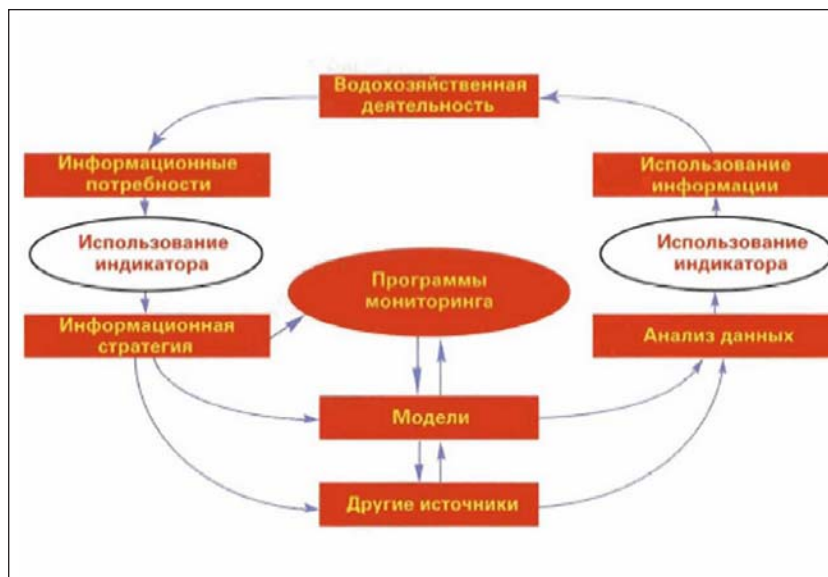 Водохозяйственная
деятельность
Информационные
потребности
Использование
информации
Использование
индикатора
Использование
индикатора
Программы
мониторинга
Информационная
стратегия
Анализ данных
Модели
Другие источники